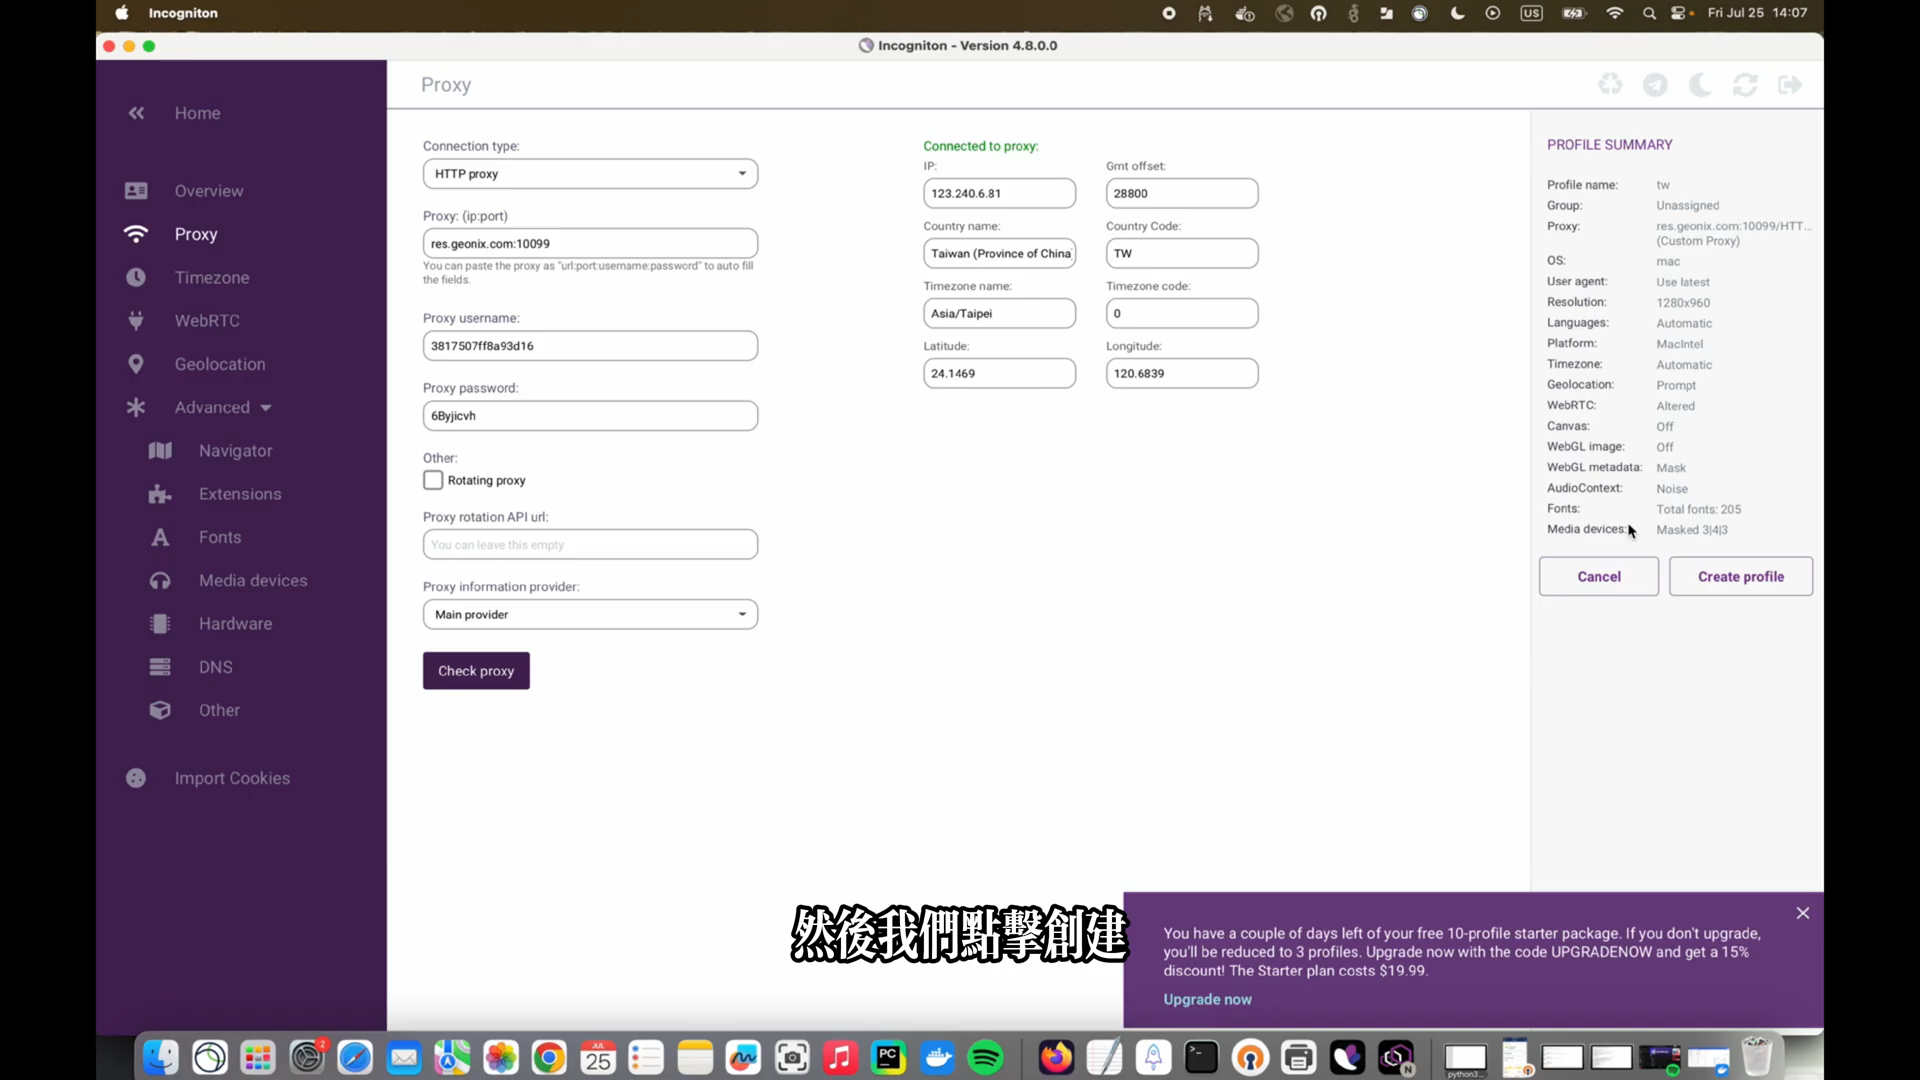 Incogniton
US
Fri Jul 25 14:07
Incogniton - Version 4.8.0.0
Home
Overview
Proxy
Timezone
WebRTC
Geolocation
Advanced
Navigator
Extensions
Fonts
Media devices
Hardware
DNS
Other
Import Cookies
Proxy
Connection type:
HTTP proxy
Proxy: (ip:port)
res.geonix.com:10099
You can paste the proxy as "url:port:username:password" to auto fill
the fields.
Proxy username:
3817507ff8a93d16
Proxy password:
6Byjicvh
Other:
Rotating proxy
Proxy rotation API url:
You can leave this empty
Proxy information provider:
Main provider
Check proxy
Connected to proxy:
IP:
Gmt offset:
123.240.6.81
28800
Country name:
Country Code:
Taiwan (Province of China
TW
Timezone name:
Timezone code:
Asia/Taipei
0
Latitude:
Longitude:
24.1469
120.6839
PROFILE SUMMARY
Profile name: tw
Group: Unassigned
Proxy: res.geonix.com:10099/HTT...
(Custom Proxy)
OS: mac
User agent: Use latest
Resolution: 1280x960
Languages: Automatic
Platform: MacIntel
Timezone: Automatic
Geolocation: Prompt
WebRTC: Altered
Canvas: Off
WebGL image: Off
WebGL metadata: Mask
AudioContext: Noise
Fonts: Total fonts: 205
Media devices: Masked 3|4|3
Cancel
Create profile
然後我們點擊創建
You have a couple of days left of your free 10-profile starter package. If you don't upgrade,
you'll be reduced to 3 profiles. Upgrade now with the code UPGRADENOW and get a 15%
discount! The Starter plan costs $19.99.
Upgrade now
2
JUL
25
PC
N
python3...